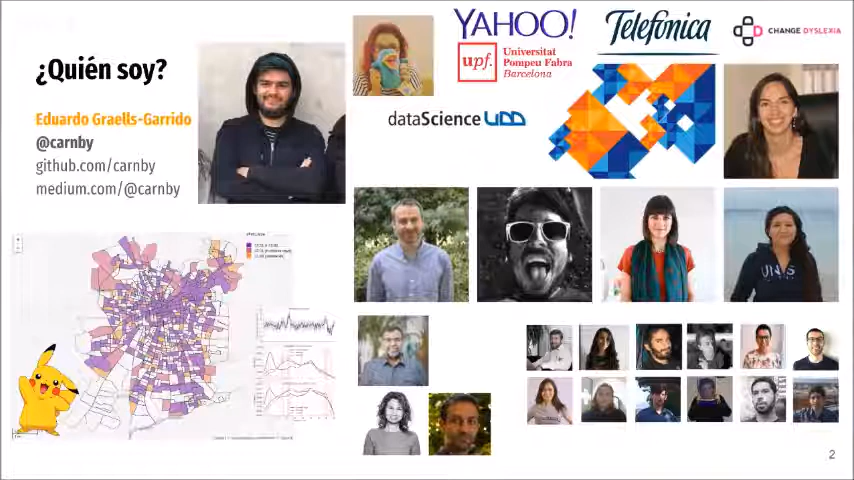 ¿Quién soy?
Eduardo Graells-Garrido
@carnby
github.com/carnby
medium.com/@carnby
YAHOO!
upf.
Universitat
Pompeu Fabra
Barcelona
Telefónica
CHANGE DYSLEXIA
dataScience UDD
2